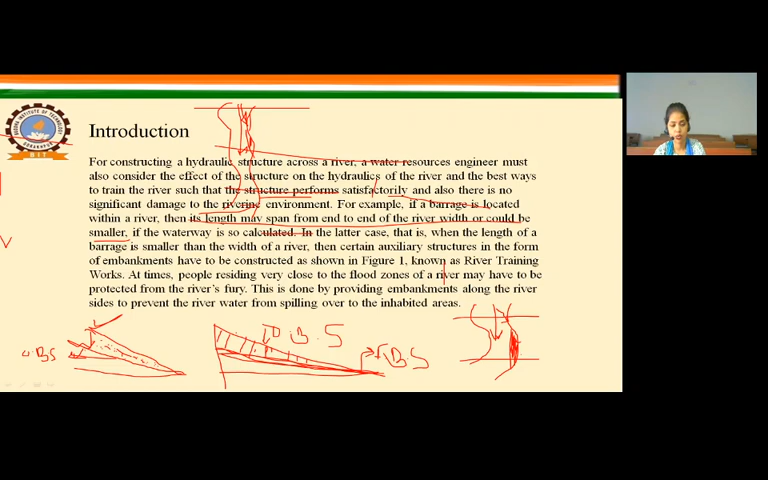 Introduction
For constructing a hydraulic structure across a river, a water resources engineer must
also consider the effect of the structure on the hydraulics of the river and the best ways
to train the river such that the structure performs satisfactorily and also there is no
significant damage to the riverine environment. For example, if a barrage is located
within a river, then its length may span from end to end of the river width or could be
smaller, if the waterway is so calculated. In the latter case, that is, when the length of a
barrage is smaller than the width of a river, then certain auxiliary structures in the form
of embankments have to be constructed as shown in Figure 1, known as River Training
Works. At times, people residing very close to the flood zones of a river may have to be
protected from the river's fury. This is done by providing embankments along the river
sides to prevent the river water from spilling over to the inhabited areas.
BIT